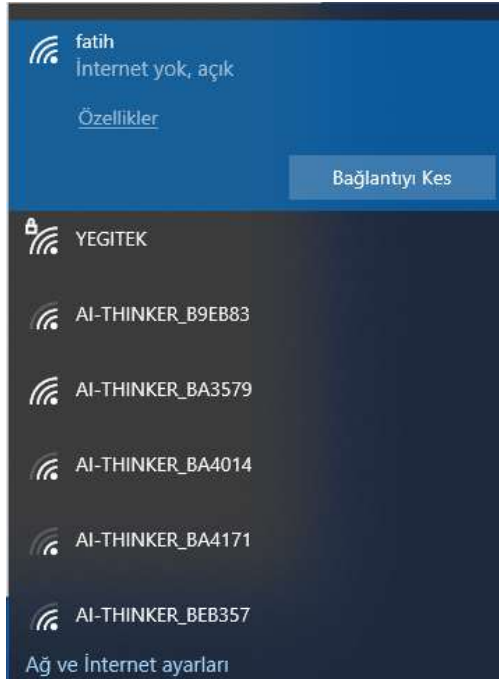 fatih
İnternet yok, açık
Özellikler
Bağlantıyı Kes
YEGITEK
AI-THINKER_B9EB83
AI-THINKER_BA3579
AI-THINKER_BA4014
AI-THINKER_BA4171
AI-THINKER_BEB357
Ağ ve İnternet ayarları